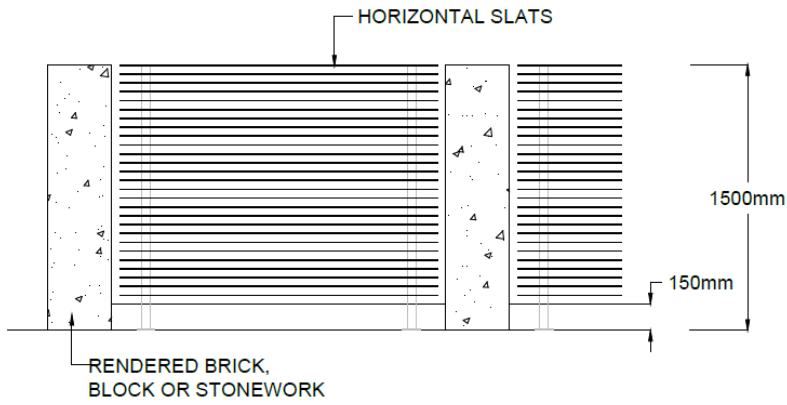 HORIZONTAL SLATS
1500mm
150mm
RENDERED BRICK,
BLOCK OR STONEWORK